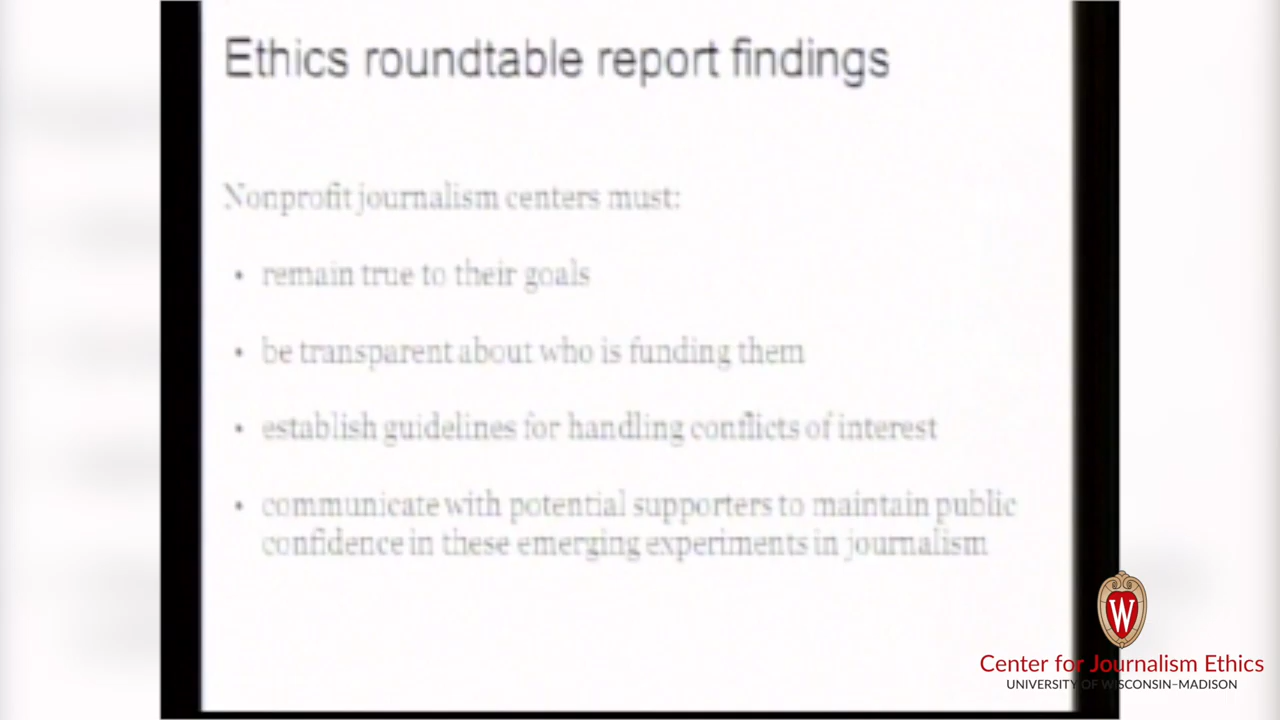 Ethics roundtable report findings
Nonprofit journalism centers must:
• remain true to their goals
• be transparent about who is funding them
• establish guidelines for handling conflicts of interest
• communicate with potential supporters to maintain public
confidence in these emerging experiments in journalism
W
Center for Journalism Ethics
UNIVERSITY OF WISCONSIN–MADISON